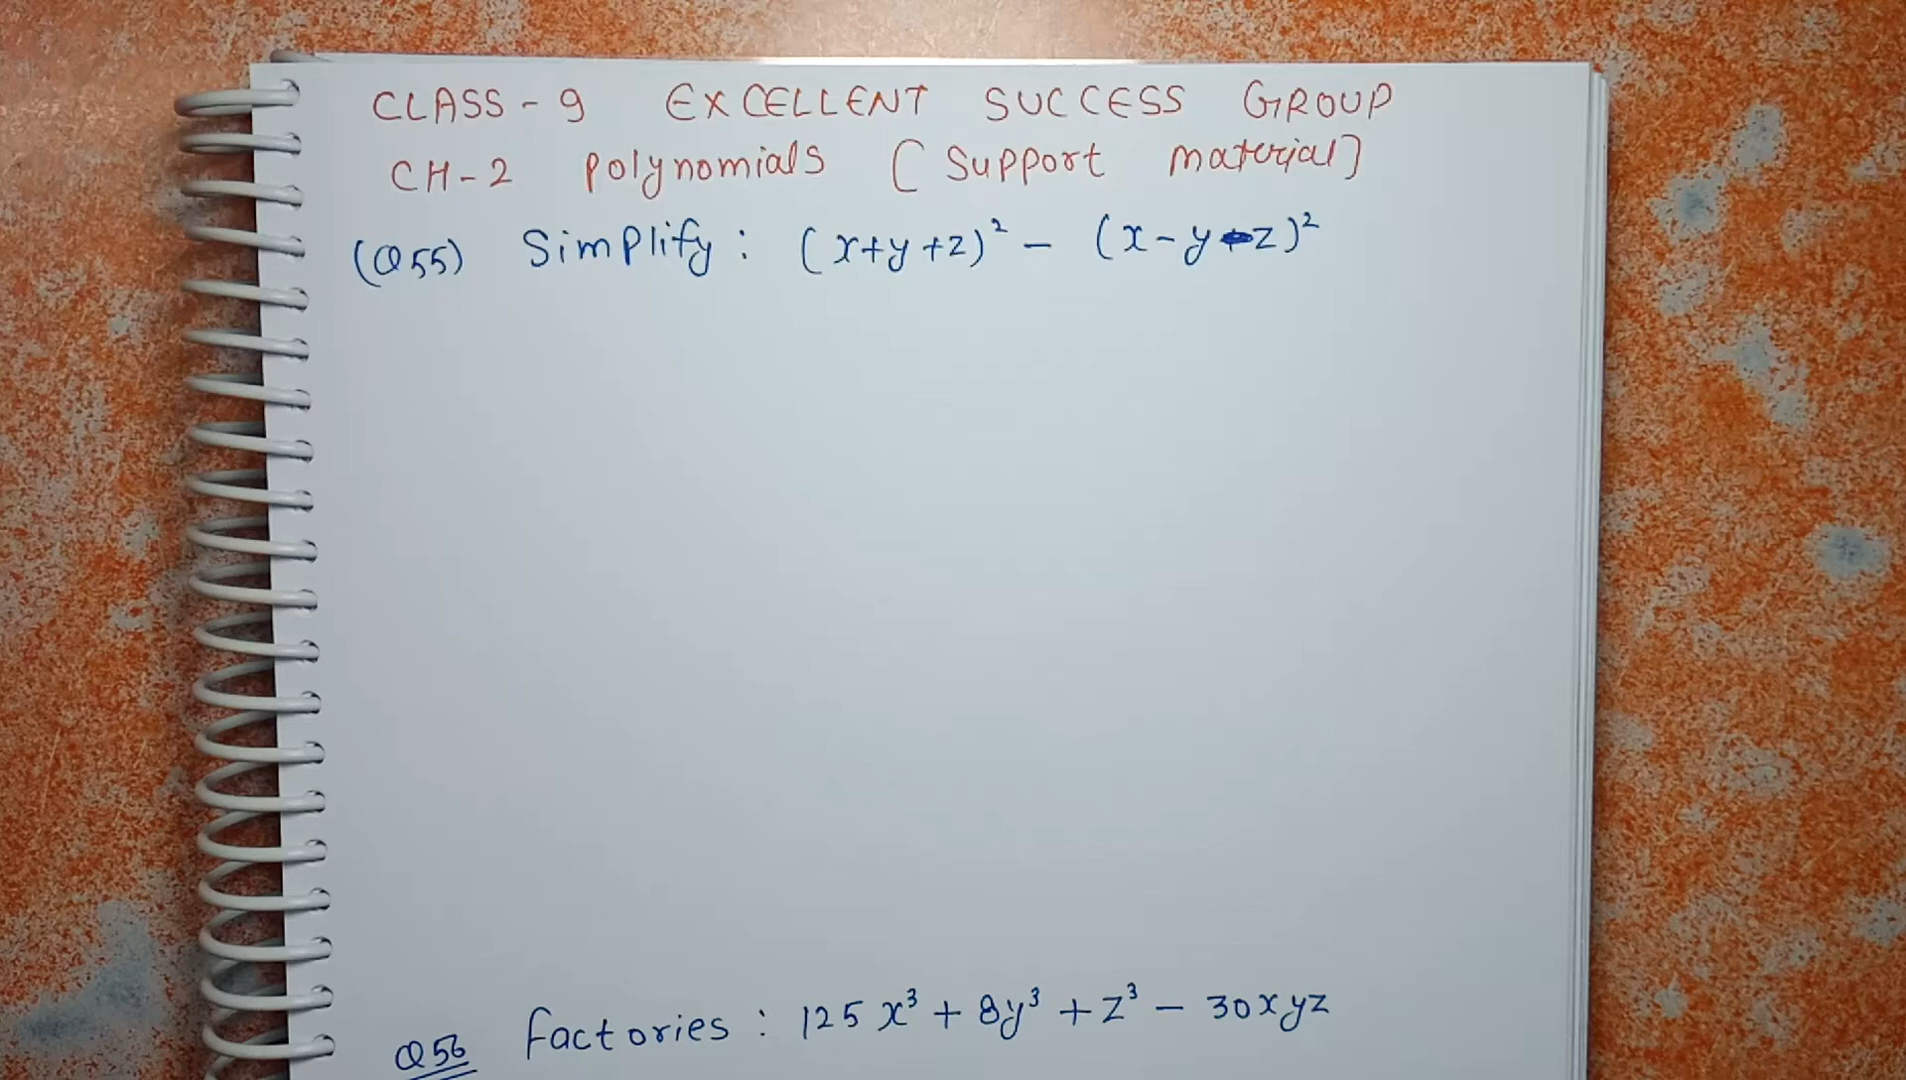 CLASS-9 EXCELLENT SUCCESS GROUP
CH-2 Polynomials [Support material]
(Q55) Simplify: (x+y+z)² - (x-y-z)²
Q56 factories: 125x³+8y³+z³-30xyz